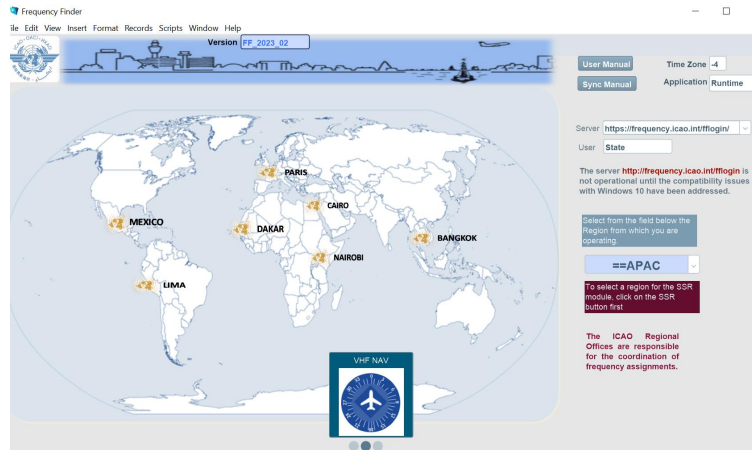 Frequency Finder
ile Edit View Insert Format Records Scripts Window Help
Version FF_2023_02
User Manual Time Zone -4
Sync Manual Application Runtime
Server https://frequency.icao.int/fflogin/
User State
The server http://frequency.icao.int/fflogin is
not operational until the compatibility issues
with Windows 10 have been addressed.
Select from the field below the
Region from which you are
operating.
==APAC
To select a region for the SSR
module, click on the SSR
button first
The ICAO Regional
Offices are responsible
for the coordination of
frequency assignments.
PARIS
CAIRO
MEXICO
DAKAR
BANGKOK
NAIROBI
LIMA
VHF NAV